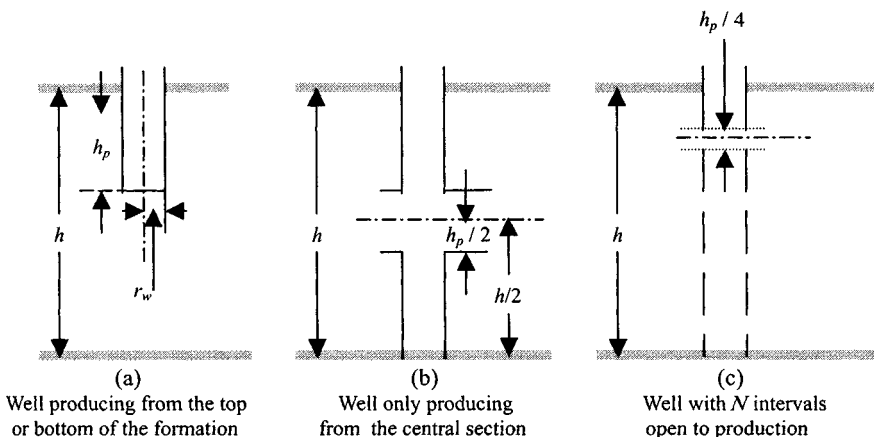 h_p / 4
h_p
h
r_w
h
h_p / 2
h/2
h
(a)
Well producing from the top
or bottom of the formation
(b)
Well only producing
from the central section
(c)
Well with N intervals
open to production